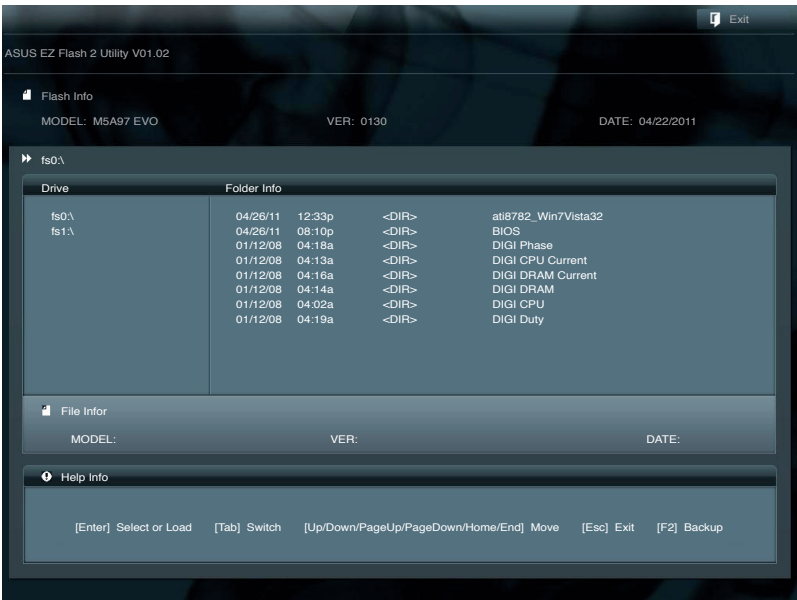 Exit
ASUS EZ Flash 2 Utility V01.02
Flash Info
MODEL: M5A97 EVO VER: 0130 DATE: 04/22/2011
fs0:\
Drive Folder Info
fs0:\ 04/26/11 12:33p <DIR> ati8782_Win7Vista32
fs1:\ 04/26/11 08:10p <DIR> BIOS
01/12/08 04:18a <DIR> DIGI Phase
01/12/08 04:13a <DIR> DIGI CPU Current
01/12/08 04:16a <DIR> DIGI DRAM Current
01/12/08 04:14a <DIR> DIGI DRAM
01/12/08 04:02a <DIR> DIGI CPU
01/12/08 04:19a <DIR> DIGI Duty
File Infor
MODEL: VER: DATE:
Help Info
[Enter] Select or Load [Tab] Switch [Up/Down/PageUp/PageDown/Home/End] Move [Esc] Exit [F2] Backup